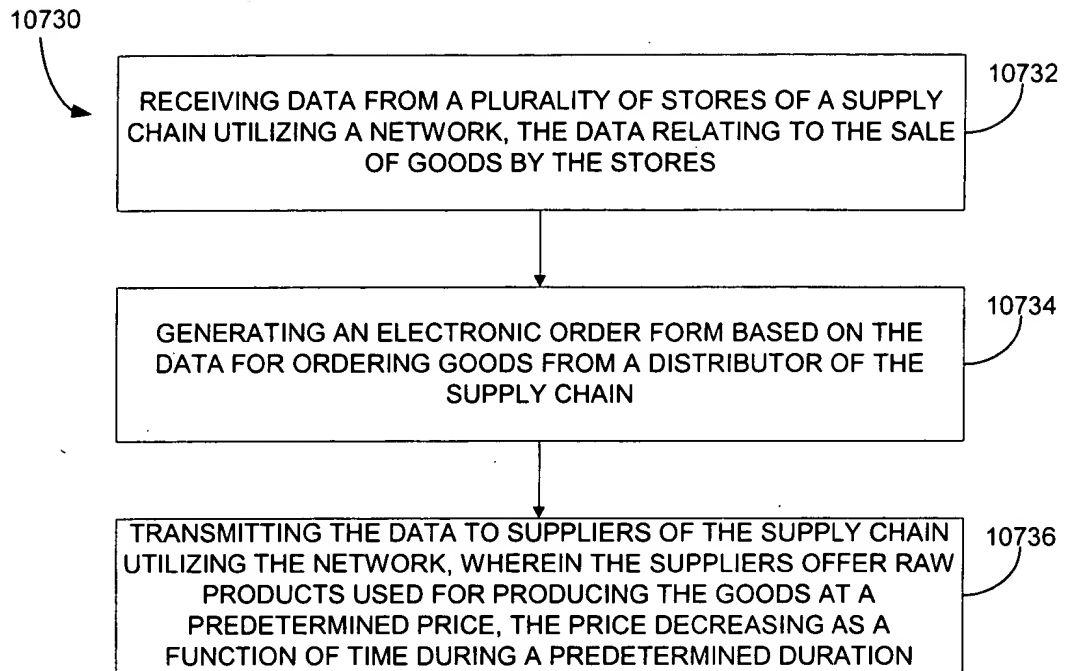 10730
10732
RECEIVING DATA FROM A PLURALITY OF STORES OF A SUPPLY
CHAIN UTILIZING A NETWORK, THE DATA RELATING TO THE SALE
OF GOODS BY THE STORES
10734
GENERATING AN ELECTRONIC ORDER FORM BASED ON THE
DATA FOR ORDERING GOODS FROM A DISTRIBUTOR OF THE
SUPPLY CHAIN
10736
TRANSMITTING THE DATA TO SUPPLIERS OF THE SUPPLY CHAIN
UTILIZING THE NETWORK, WHEREIN THE SUPPLIERS OFFER RAW
PRODUCTS USED FOR PRODUCING THE GOODS AT A
PREDETERMINED PRICE, THE PRICE DECREASING AS A
FUNCTION OF TIME DURING A PREDETERMINED DURATION